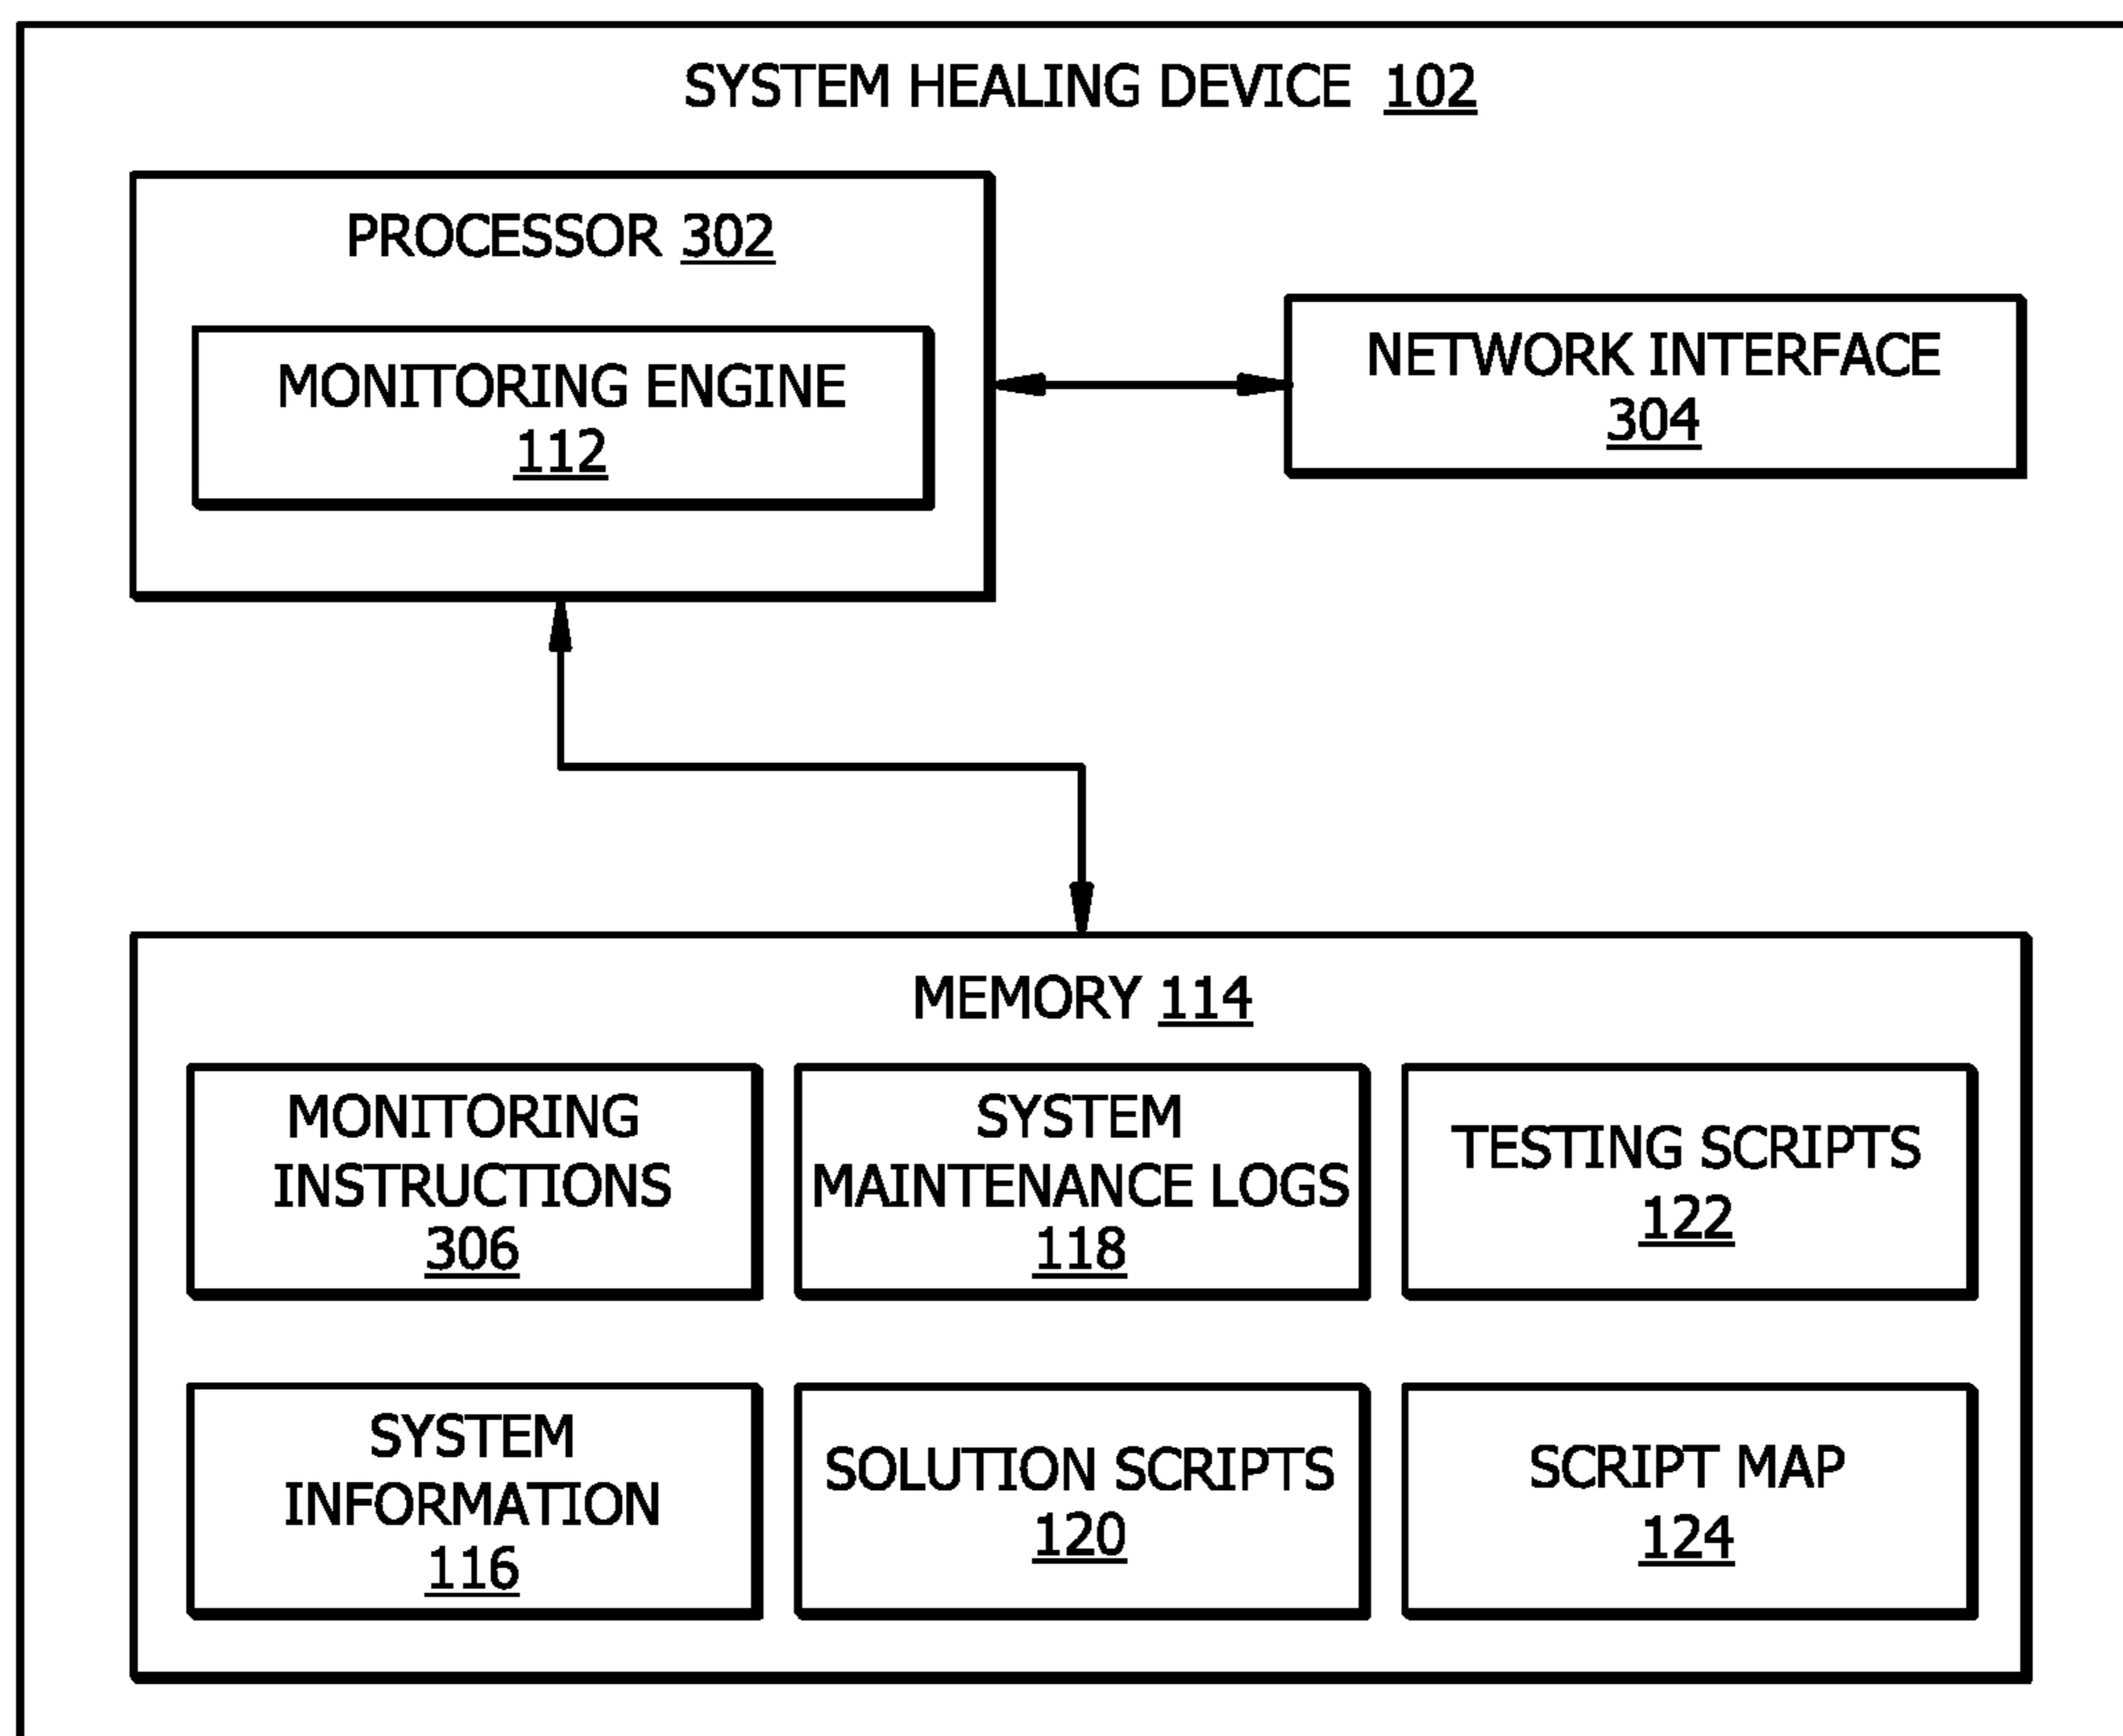 SYSTEM HEALING DEVICE 102
PROCESSOR 302
MONITORING ENGINE
112
NETWORK INTERFACE
304
MEMORY 114
MONITORING
INSTRUCTIONS
306
SYSTEM
MAINTENANCE LOGS
118
TESTING SCRIPTS
122
SYSTEM
INFORMATION
116
SOLUTION SCRIPTS
120
SCRIPT MAP
124